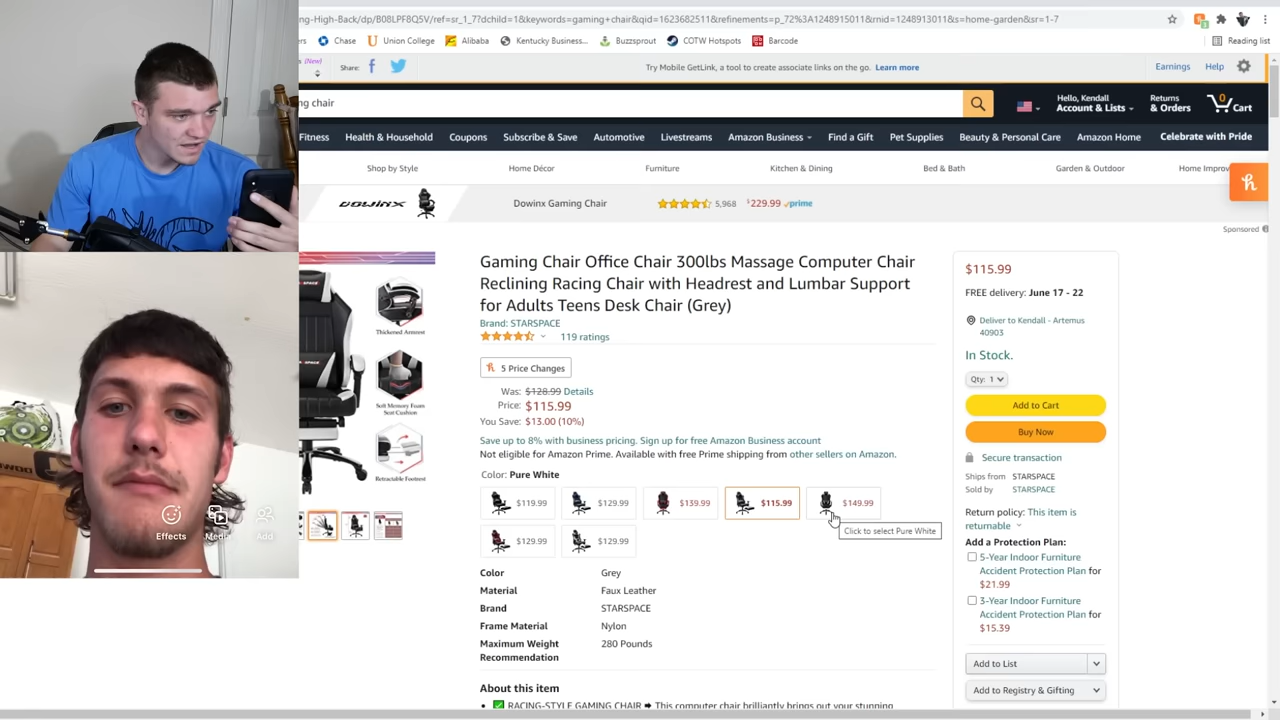 ng-High-Back/dp/B08LPF8Q5V/ref=sr_1_7?dchild=1&keywords=gaming+chair&qid=1623682511&refinements=p_72%3A1248915011&rnid=1248913011&s=home-garden&sr=1-7
rs Chase Union College Alibaba Kentucky Business... Buzzsprout COTW Hotspots Barcode Reading list
s (New) Share: Try Mobile GetLink, a tool to create associate links on the go. Learn more Earnings Help
ng chair
Hello, Kendall
Account & Lists
Returns
& Orders
0
Cart
Fitness Health & Household Coupons Subscribe & Save Automotive Livestreams Amazon Business Find a Gift Pet Supplies Beauty & Personal Care Amazon Home Celebrate with Pride
Shop by Style Home Décor Furniture Kitchen & Dining Bed & Bath Garden & Outdoor Home Improv
DOWINX Dowinx Gaming Chair 5,968 $229.99 prime
Sponsored
Gaming Chair Office Chair 300lbs Massage Computer Chair
Reclining Racing Chair with Headrest and Lumbar Support
for Adults Teens Desk Chair (Grey)
Brand: STARSPACE
119 ratings
5 Price Changes
Was: $128.99 Details
Price: $115.99
You Save: $13.00 (10%)
Save up to 8% with business pricing. Sign up for free Amazon Business account
Not eligible for Amazon Prime. Available with free Prime shipping from other sellers on Amazon.
Color: Pure White
$119.99 $129.99 $139.99 $115.99 $149.99
Click to select Pure White
$129.99 $129.99
Color Grey
Material Faux Leather
Brand STARSPACE
Frame Material Nylon
Maximum Weight 280 Pounds
Recommendation
About this item
RACING-STYLE GAMING CHAIR ➡ This computer chair brilliantly brings out your stunning
Thickened Armrest
Soft Memory Foam
Seat Cushion
Retractable Footrest
$115.99
FREE delivery: June 17 - 22
Deliver to Kendall - Artemus
40903
In Stock.
Qty: 1
Add to Cart
Buy Now
Secure transaction
Ships from STARSPACE
Sold by STARSPACE
Return policy: This item is
returnable
Add a Protection Plan:
5-Year Indoor Furniture
Accident Protection Plan for
$21.99
3-Year Indoor Furniture
Accident Protection Plan for
$15.39
Add to List
Add to Registry & Gifting
Effects Media Add